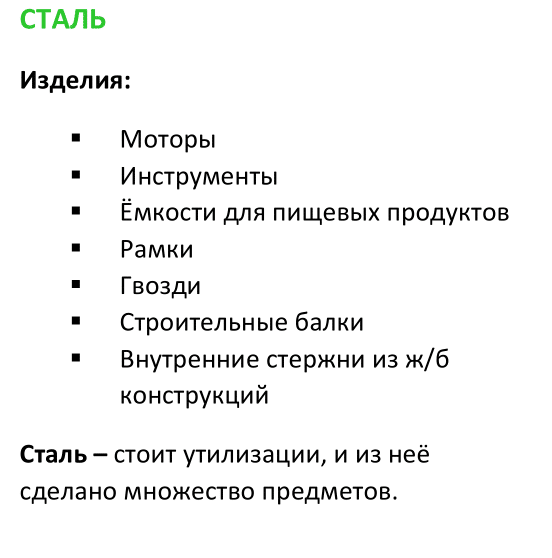 СТАЛЬ
Изделия:
▪ Моторы
▪ Инструменты
▪ Ёмкости для пищевых продуктов
▪ Рамки
▪ Гвозди
▪ Строительные балки
▪ Внутренние стержни из ж/б
конструкций
Сталь – стоит утилизации, и из неё
сделано множество предметов.